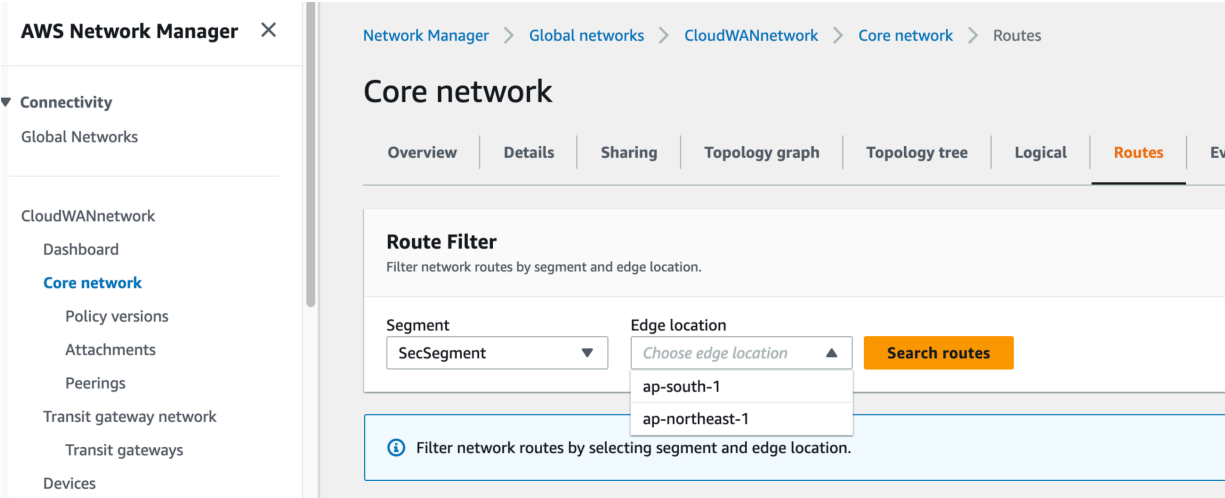 AWS Network Manager
Connectivity
Global Networks
CloudWANnetwork
Dashboard
Core network
Policy versions
Attachments
Peerings
Transit gateway network
Transit gateways
Devices
Network Manager > Global networks > CloudWANnetwork > Core network > Routes
Core network
Overview Details Sharing Topology graph Topology tree Logical Routes Ev
Route Filter
Filter network routes by segment and edge location.
Segment Edge location
SecSegment Choose edge location Search routes
ap-south-1
ap-northeast-1
Filter network routes by selecting segment and edge location.